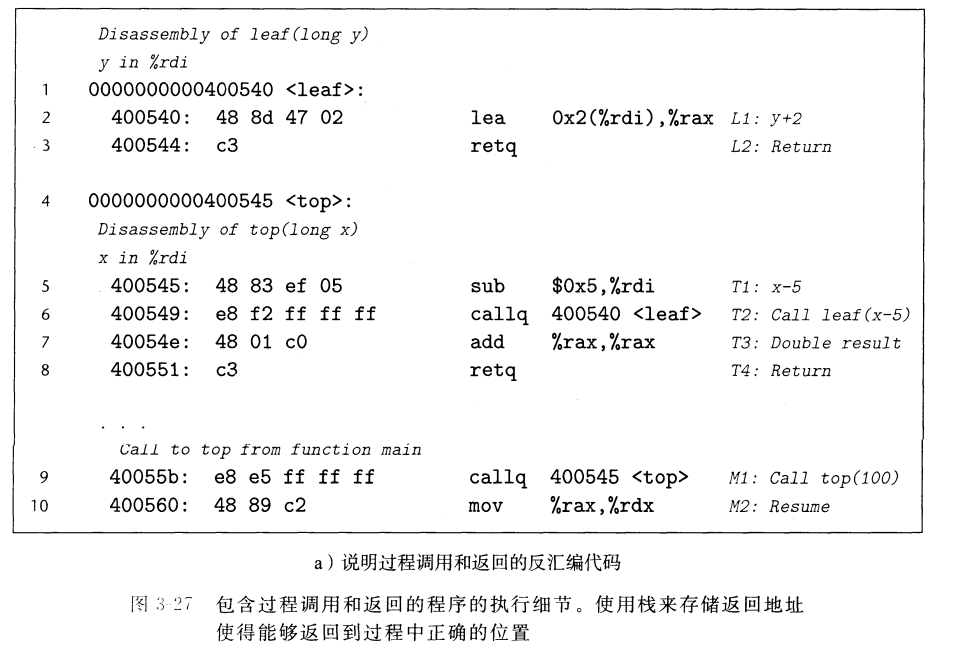 Disassembly of leaf(long y)
y in %rdi
1 0000000000400540 <leaf>:
2 400540: 48 8d 47 02 lea 0x2(%rdi),%rax L1: y+2
3 400544: c3 retq L2: Return
4 0000000000400545 <top>:
Disassembly of top(long x)
x in %rdi
5 400545: 48 83 ef 05 sub $0x5,%rdi T1: x-5
6 400549: e8 f2 ff ff ff callq 400540 <leaf> T2: Call leaf(x-5)
7 40054e: 48 01 c0 add %rax,%rax T3: Double result
8 400551: c3 retq T4: Return
. . .
Call to top from function main
9 40055b: e8 e5 ff ff ff callq 400545 <top> M1: Call top(100)
10 400560: 48 89 c2 mov %rax,%rdx M2: Resume
a）说明过程调用和返回的反汇编代码
图 3-27 包含过程调用和返回的程序的执行细节。使用栈来存储返回地址
使得能够返回到过程中正确的位置